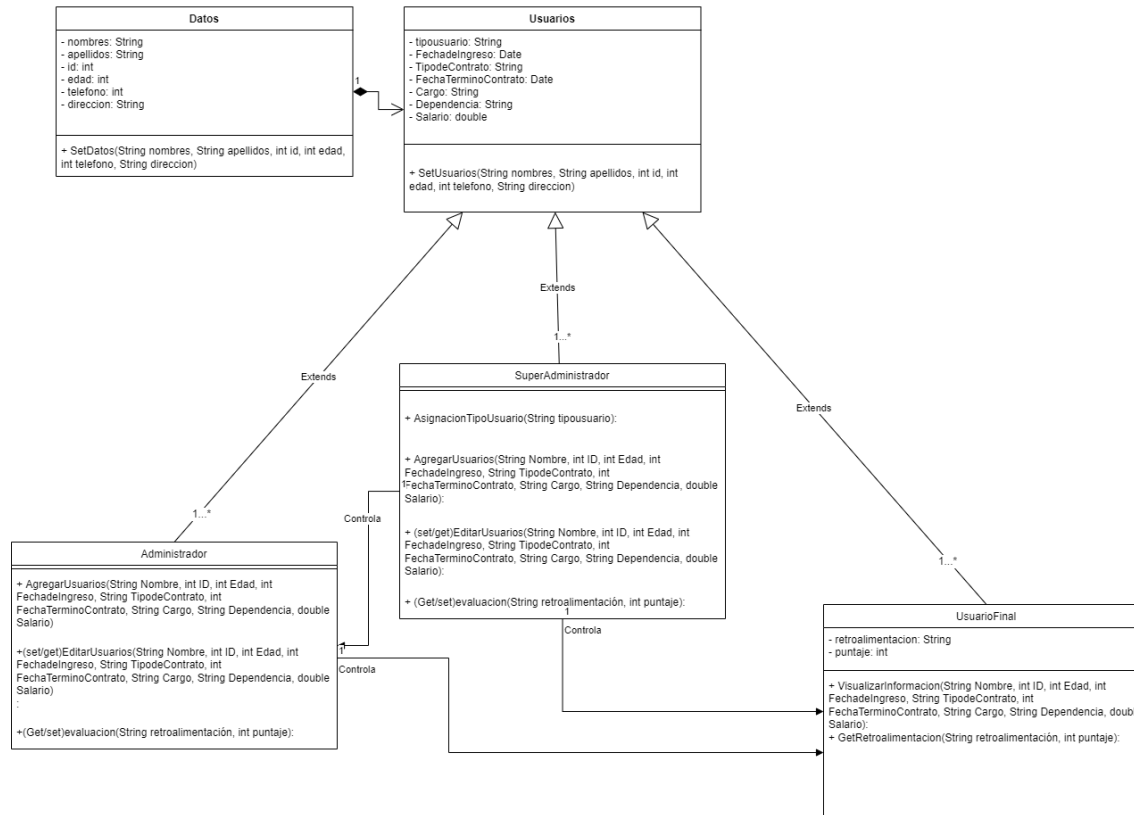 Datos
- nombres: String
- apellidos: String
- id: int
- edad: int
- telefono: int
- direccion: String
+ SetDatos(String nombres, String apellidos, int id, int edad,
int telefono, String direccion)
1
Usuarios
- tipousuario: String
- FechadeIngreso: Date
- TipodeContrato: String
- FechaTerminoContrato: Date
- Cargo: String
- Dependencia: String
- Salario: double
+ SetUsuarios(String nombres, String apellidos, int id, int
edad, int telefono, String direccion)
Extends
1...*
Extends
1...*
Extends
1...*
SuperAdministrador
+ AsignacionTipoUsuario(String tipousuario):
+ AgregarUsuarios(String Nombre, int ID, int Edad, int
FechadeIngreso, String TipodeContrato, int
FechaTerminoContrato, String Cargo, String Dependencia, double
Salario):
+ (set/get)EditarUsuarios(String Nombre, int ID, int Edad, int
FechadeIngreso, String TipodeContrato, int
FechaTerminoContrato, String Cargo, String Dependencia, double
Salario):
+ (Get/set)evaluacion(String retroalimentación, int puntaje):
1
Controla
1
Controla
Administrador
+ AgregarUsuarios(String Nombre, int ID, int Edad, int
FechadeIngreso, String TipodeContrato, int
FechaTerminoContrato, String Cargo, String Dependencia, double
Salario)
+(set/get)EditarUsuarios(String Nombre, int ID, int Edad, int
FechadeIngreso, String TipodeContrato, int
FechaTerminoContrato, String Cargo, String Dependencia, double
Salario)
:
+(Get/set)evaluacion(String retroalimentación, int puntaje):
1
Controla
UsuarioFinal
- retroalimentacion: String
- puntaje: int
+ VisualizarInformacion(String Nombre, int ID, int Edad, int
FechadeIngreso, String TipodeContrato, int
FechaTerminoContrato, String Cargo, String Dependencia, doubl
Salario):
+ GetRetroalimentacion(String retroalimentación, int puntaje):